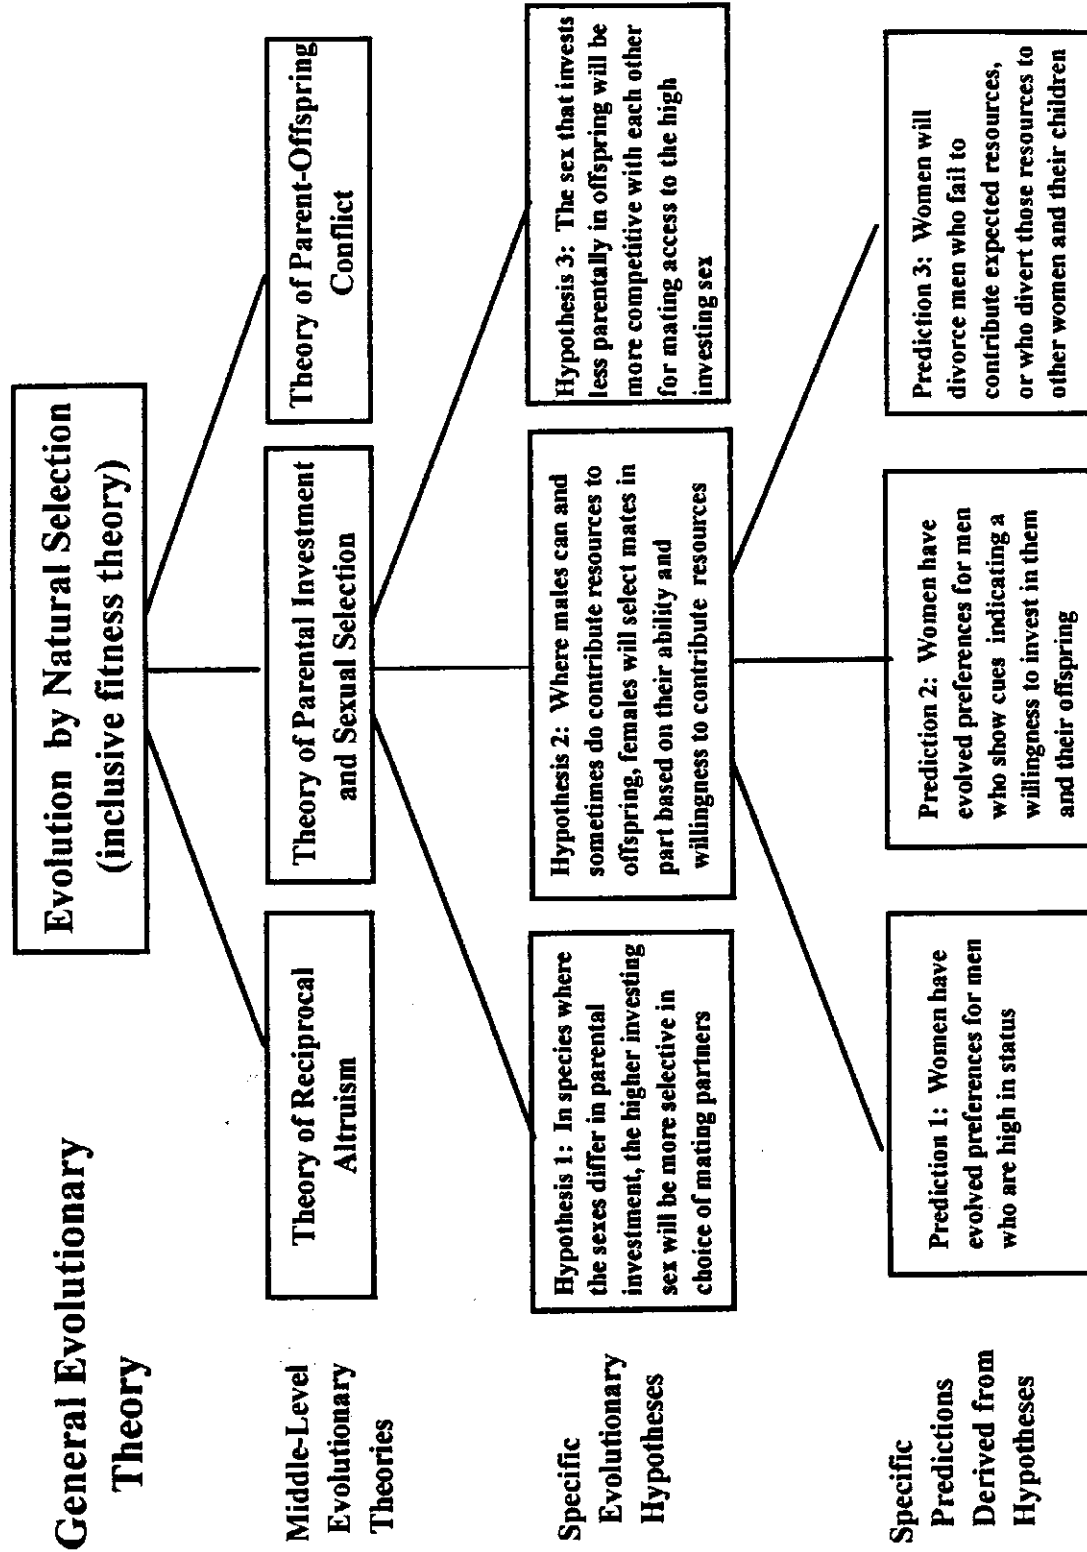 General Evolutionary
Theory
Evolution by Natural Selection
(inclusive fitness theory)
Middle-Level
Evolutionary
Theories
Theory of Reciprocal
Altruism
Theory of Parental Investment
and Sexual Selection
Theory of Parent-Offspring
Conflict
Specific
Evolutionary
Hypotheses
Hypothesis 1: In species where
the sexes differ in parental
investment, the higher investing
sex will be more selective in
choice of mating partners
Hypothesis 2: Where males can and
sometimes do contribute resources to
offspring, females will select mates in
part based on their ability and
willingness to contribute resources
Hypothesis 3: The sex that invests
less parentally in offspring will be
more competitive with each other
for mating access to the high
investing sex
Specific
Predictions
Derived from
Hypotheses
Prediction 1: Women have
evolved preferences for men
who are high in status
Prediction 2: Women have
evolved preferences for men
who show cues indicating a
willingness to invest in them
and their offspring
Prediction 3: Women will
divorce men who fail to
contribute expected resources,
or who divert those resources to
other women and their children